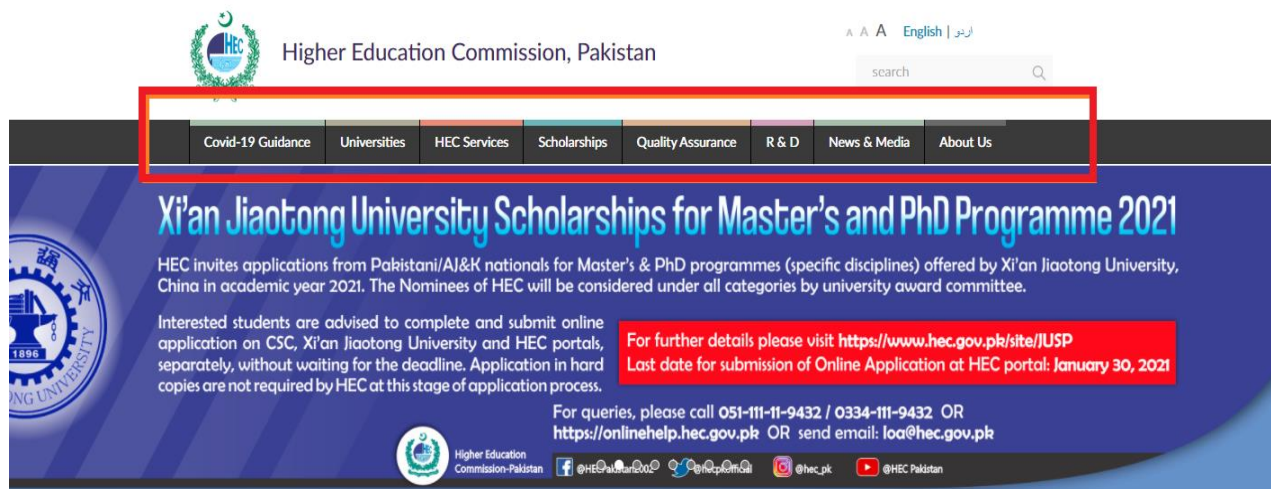 HEC
Higher Education Commission, Pakistan
A A A English | اردو
search
Covid-19 Guidance Universities HEC Services Scholarships Quality Assurance R & D News & Media About Us
Xi'an Jiaotong University Scholarships for Master's and PhD Programme 2021
HEC invites applications from Pakistani/AJ&K nationals for Master's & PhD programmes (specific disciplines) offered by Xi'an Jiaotong University,
China in academic year 2021. The Nominees of HEC will be considered under all categories by university award committee.
Interested students are advised to complete and submit online
application on CSC, Xi'an Jiaotong University and HEC portals,
separately, without waiting for the deadline. Application in hard
copies are not required by HEC at this stage of application process.
For further details please visit https://www.hec.gov.pk/site/JUSP
Last date for submission of Online Application at HEC portal: January 30, 2021
1896
For queries, please call 051-111-11-9432 / 0334-111-9432 OR
https://onlinehelp.hec.gov.pk OR send email: loa@hec.gov.pk
Higher Education
Commission-Pakistan
@hec_pk @HEC Pakistan